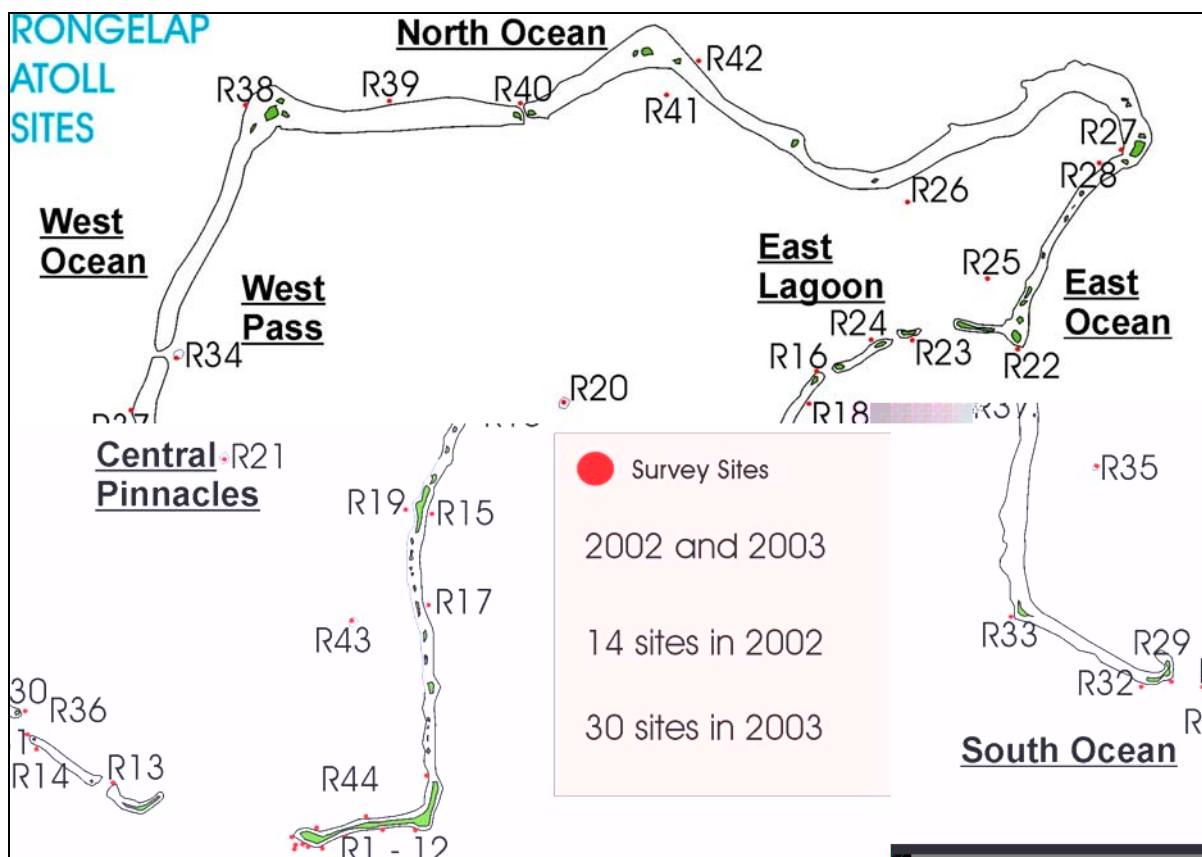 RONGELAP
ATOLL
SITES
North Ocean
R42
R38
R39
R40
R41
R27
R28
R26
West
Ocean
West
Pass
East
Lagoon
R25
East
Ocean
R34
R24
R23
R22
R16
R20
R18
R37
Central
Pinnacles
R21
R19
R15
R17
R43
30
R36
R14
R13
R44
R1 - 12
Survey Sites
2002 and 2003
14 sites in 2002
30 sites in 2003
R35
R33
R29
R32
South Ocean